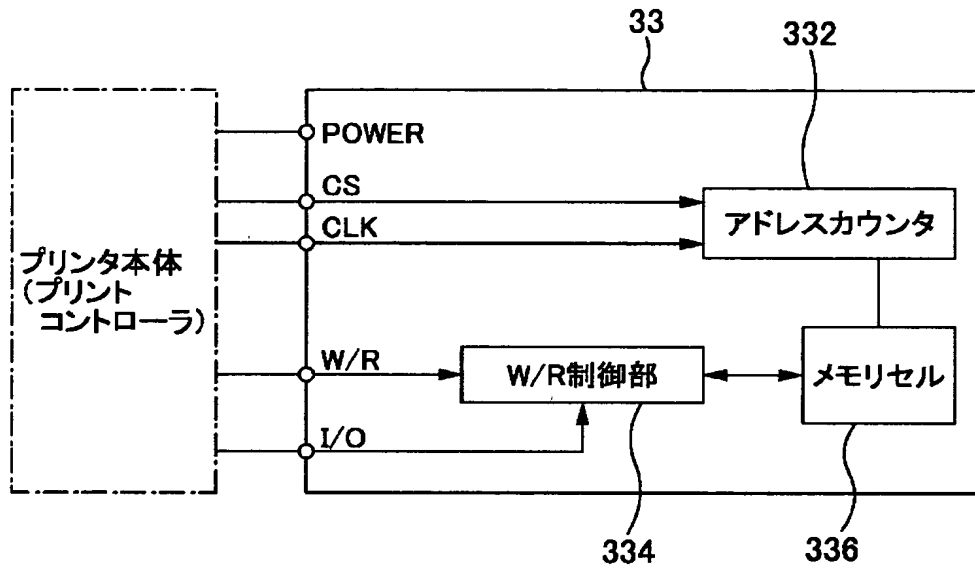 33
332
POWER
CS
CLK
アドレスカウンタ
プリンタ本体
(プリント
コントローラ)
W/R
W/R制御部
メモリセル
I/O
334
336